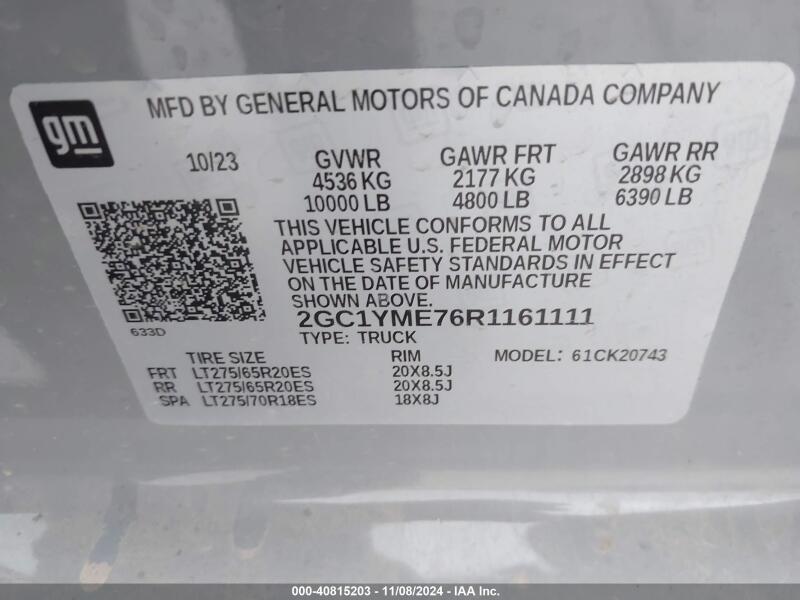 gm
MFD BY GENERAL MOTORS OF CANADA COMPANY
10/23 GVWR GAWR FRT GAWR RR
4536 KG 2177 KG 2898 KG
10000 LB 4800 LB 6390 LB
THIS VEHICLE CONFORMS TO ALL
APPLICABLE U.S. FEDERAL MOTOR
VEHICLE SAFETY STANDARDS IN EFFECT
ON THE DATE OF MANUFACTURE
SHOWN ABOVE.
633D
2GC1YME76R1161111
TYPE: TRUCK
TIRE SIZE RIM MODEL: 61CK20743
FRT LT275/65R20ES 20X8.5J
RR LT275/65R20ES 20X8.5J
SPA LT275/70R18ES 18X8J
000-40815203 - 11/08/2024 - IAA Inc.